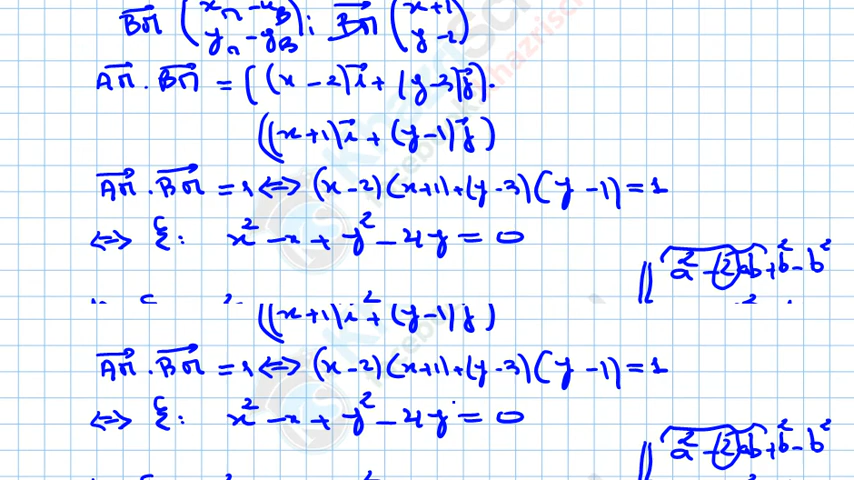 BM⃗ (x_M - x_B / y_M - y_B); BM⃗ (x+1 / y-1)
AM⃗ . BM⃗ = [(x-2)i⃗ + (y-3)j⃗].
((x+1)i⃗ + (y-1)j⃗)
AM⃗ . BM⃗ = 1 ⟺ (x-2)(x+1)+(y-3)(y-1) = 1
⟺ ξ: x² - x + y² - 4y = 0
a² - 2ab + b² - b²
((x+1)i + (y-1)j)
AM⃗ . BM⃗ = 1 ⟺ (x-2)(x+1)+(y-3)(y-1) = 1
⟺ ξ: x² - x + y² - 4y = 0
a² - 2ab + b² - b²